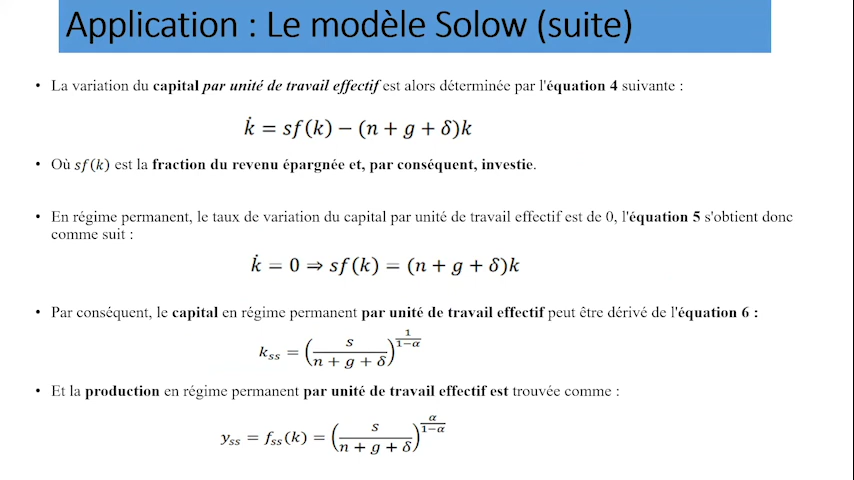 Application : Le modèle Solow (suite)
• La variation du capital par unité de travail effectif est alors déterminée par l'équation 4 suivante :
k̇ = sf(k) − (n + g + δ)k
• Où sf(k) est la fraction du revenu épargnée et, par conséquent, investie.
• En régime permanent, le taux de variation du capital par unité de travail effectif est de 0, l'équation 5 s'obtient donc
comme suit :
k̇ = 0 ⇒ sf(k) = (n + g + δ)k
• Par conséquent, le capital en régime permanent par unité de travail effectif peut être dérivé de l'équation 6 :
k_ss = (s / (n + g + δ))^(1/(1−α))
• Et la production en régime permanent par unité de travail effectif est trouvée comme :
y_ss = f_ss(k) = (s / (n + g + δ))^(α/(1−α))